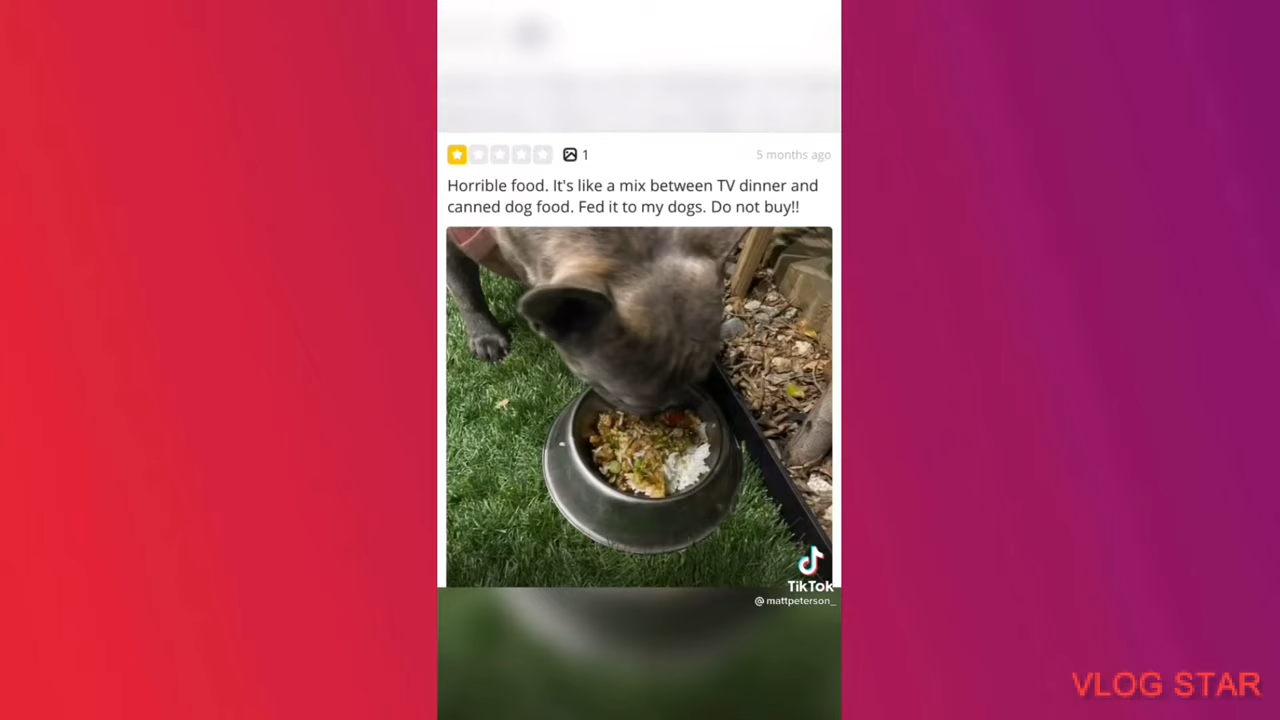 1
5 months ago
Horrible food. It's like a mix between TV dinner and
canned dog food. Fed it to my dogs. Do not buy!!
TikTok
@ mattpeterson_
VLOG STAR